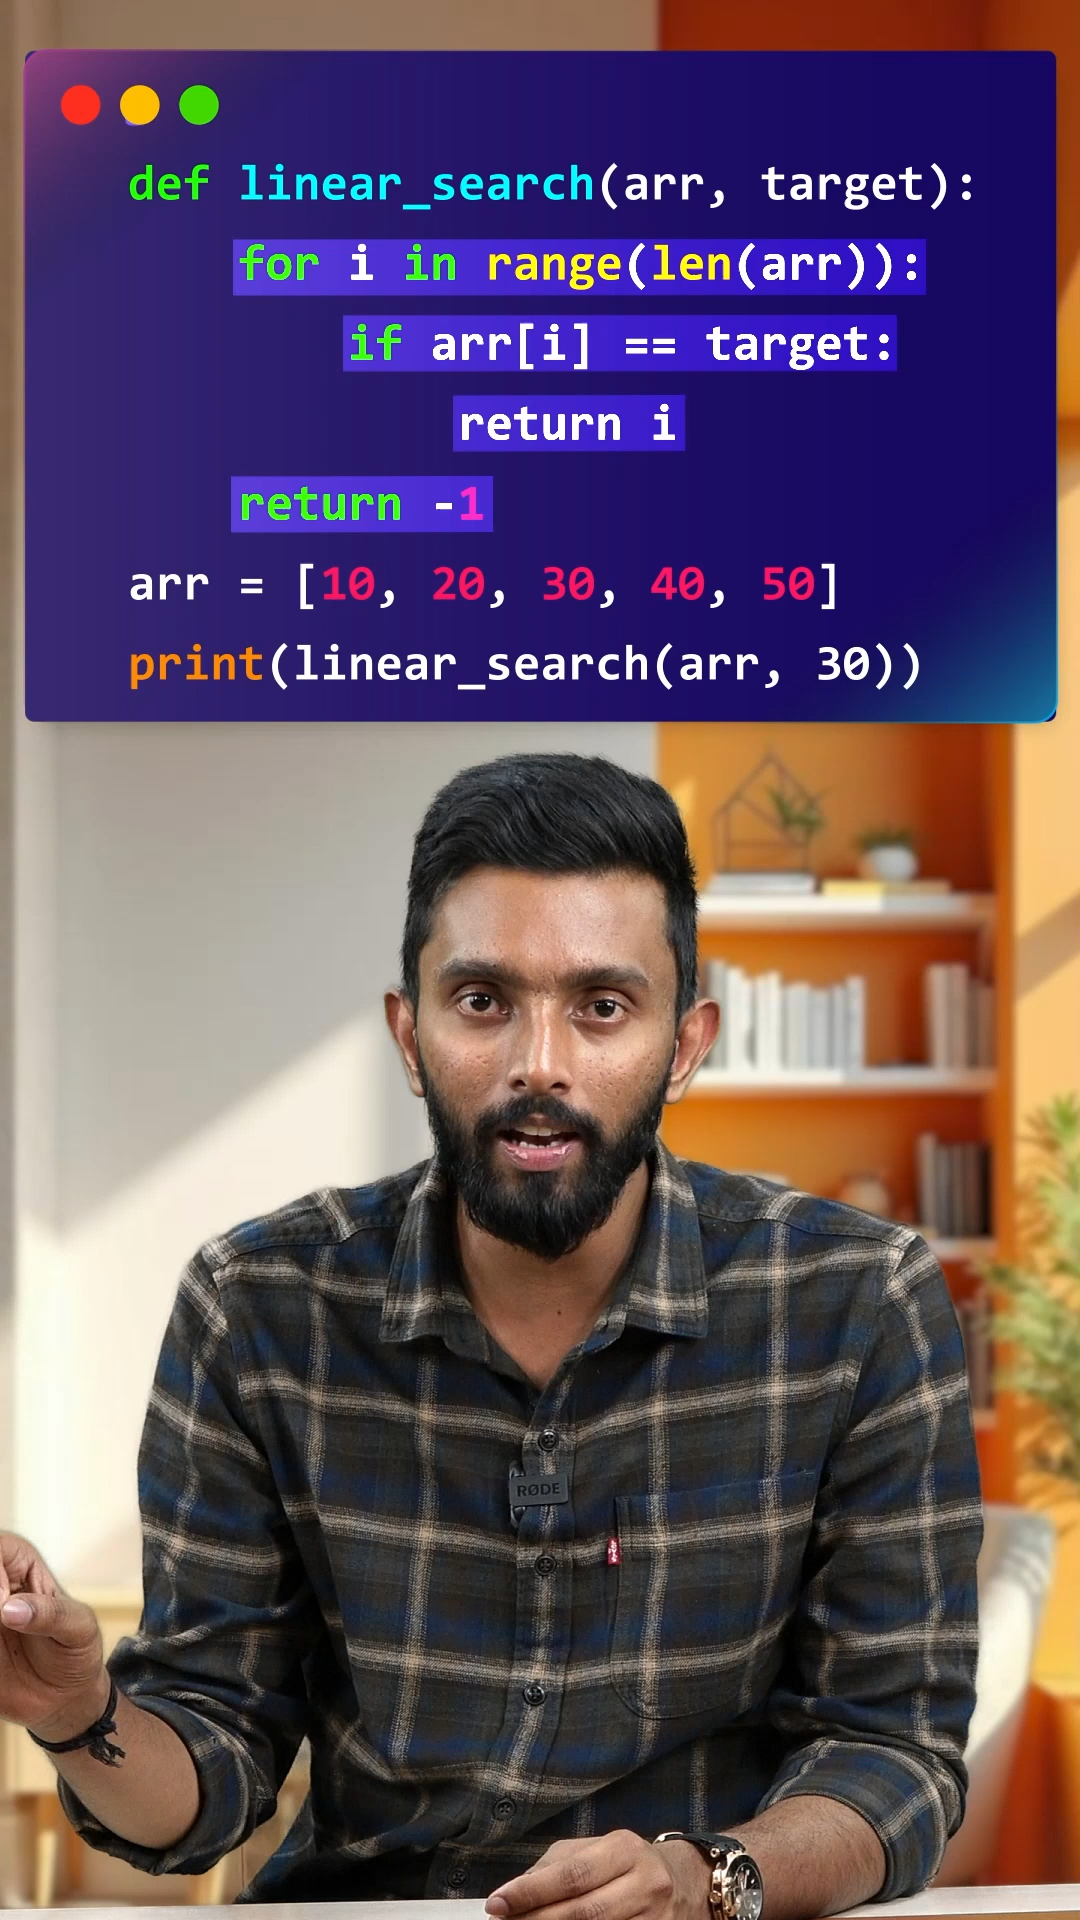 def linear_search(arr, target):
    for i in range(len(arr)):
        if arr[i] == target:
            return i
    return -1
arr = [10, 20, 30, 40, 50]
print(linear_search(arr, 30))
RØDE